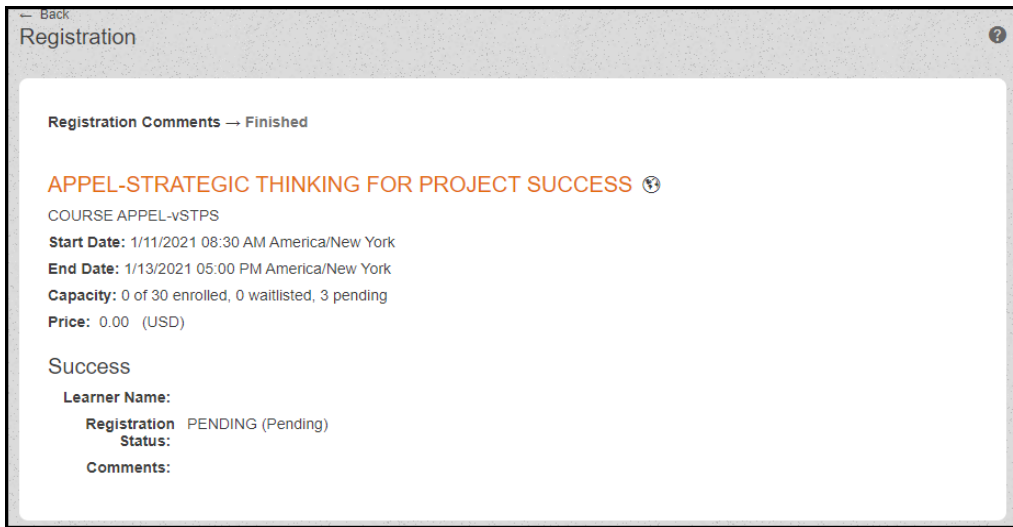 ← Back
Registration
?
Registration Comments → Finished
APPEL-STRATEGIC THINKING FOR PROJECT SUCCESS
COURSE APPEL-vSTPS
Start Date: 1/11/2021 08:30 AM America/New York
End Date: 1/13/2021 05:00 PM America/New York
Capacity: 0 of 30 enrolled, 0 waitlisted, 3 pending
Price: 0.00 (USD)
Success
Learner Name:
Registration PENDING (Pending)
Status:
Comments: